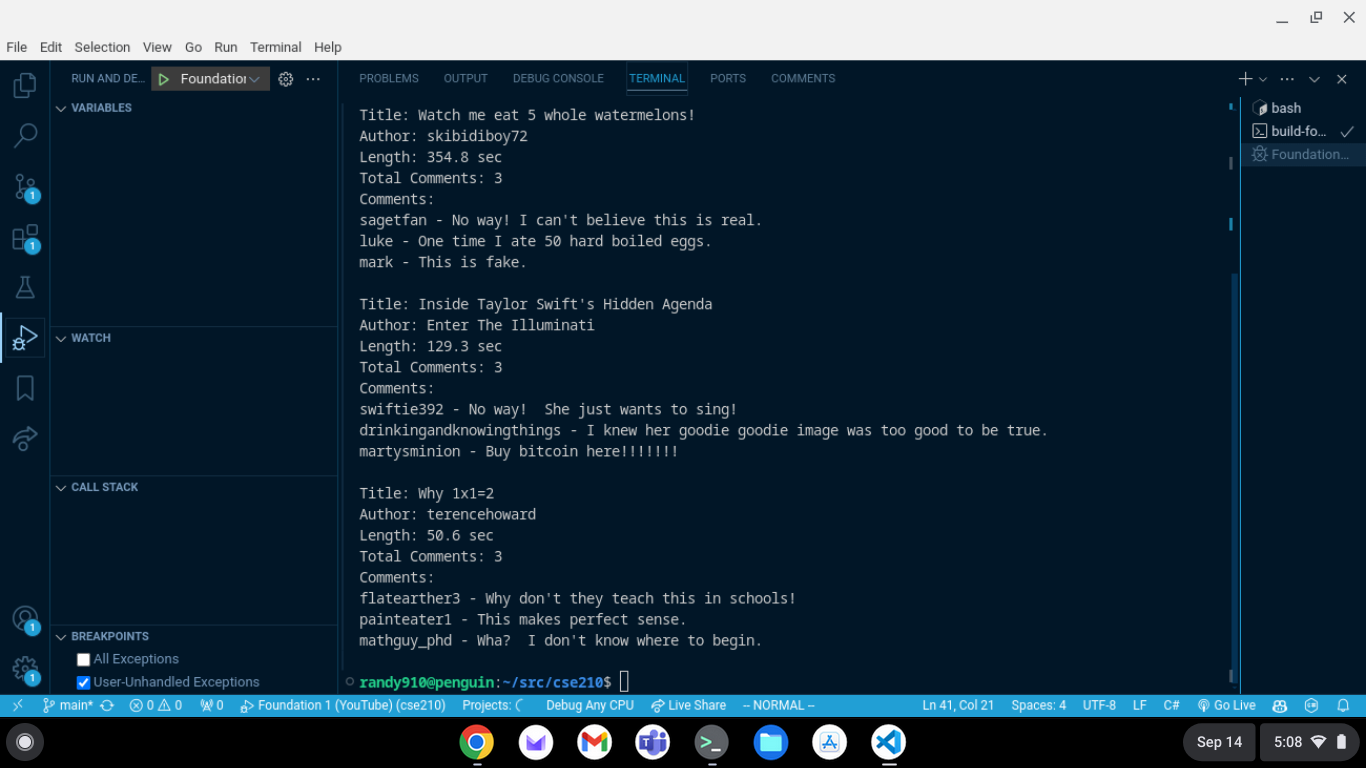 File Edit Selection View Go Run Terminal Help
RUN AND DE... Foundation ...
PROBLEMS OUTPUT DEBUG CONSOLE TERMINAL PORTS COMMENTS ...
VARIABLES
WATCH
CALL STACK
BREAKPOINTS
All Exceptions
User-Unhandled Exceptions
1
1
1
1
Title: Watch me eat 5 whole watermelons!
Author: skibidiboy72
Length: 354.8 sec
Total Comments: 3
Comments:
sagetfan - No way! I can't believe this is real.
luke - One time I ate 50 hard boiled eggs.
mark - This is fake.
Title: Inside Taylor Swift's Hidden Agenda
Author: Enter The Illuminati
Length: 129.3 sec
Total Comments: 3
Comments:
swiftie392 - No way!  She just wants to sing!
drinkingandknowingthings - I knew her goodie goodie image was too good to be true.
martysminion - Buy bitcoin here!!!!!!!
Title: Why 1x1=2
Author: terencehoward
Length: 50.6 sec
Total Comments: 3
Comments:
flatearther3 - Why don't they teach this in schools!
painteater1 - This makes perfect sense.
mathguy_phd - Wha?  I don't know where to begin.
randy910@penguin:~/src/cse210$
bash
build-fo...
Foundation...
main* 0 0 0 Foundation 1 (YouTube) (cse210) Projects: Debug Any CPU Live Share -- NORMAL -- Ln 41, Col 21 Spaces: 4 UTF-8 LF C# Go Live
Sep 14 5:08